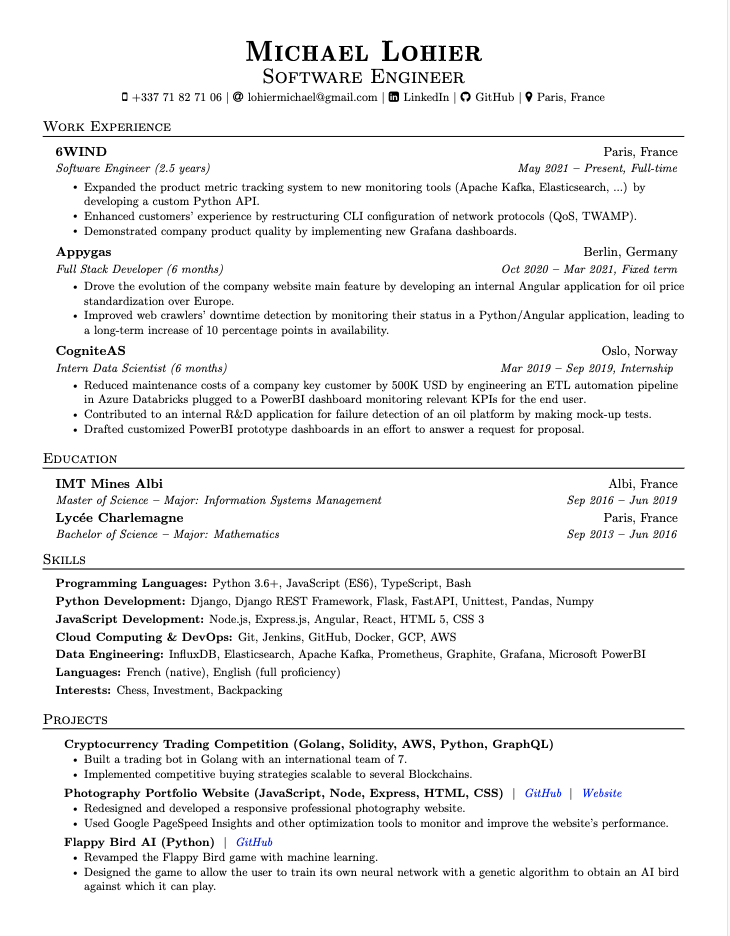 Michael Lohier
Software Engineer
+337 71 82 71 06 | lohiermichael@gmail.com | LinkedIn | GitHub | Paris, France
Work Experience
6WIND Paris, France
Software Engineer (2.5 years) May 2021 – Present, Full-time
• Expanded the product metric tracking system to new monitoring tools (Apache Kafka, Elasticsearch, ...) by
developing a custom Python API.
• Enhanced customers' experience by restructuring CLI configuration of network protocols (QoS, TWAMP).
• Demonstrated company product quality by implementing new Grafana dashboards.
Appygas Berlin, Germany
Full Stack Developer (6 months) Oct 2020 – Mar 2021, Fixed term
• Drove the evolution of the company website main feature by developing an internal Angular application for oil price
standardization over Europe.
• Improved web crawlers' downtime detection by monitoring their status in a Python/Angular application, leading to
a long-term increase of 10 percentage points in availability.
CogniteAS Oslo, Norway
Intern Data Scientist (6 months) Mar 2019 – Sep 2019, Internship
• Reduced maintenance costs of a company key customer by 500K USD by engineering an ETL automation pipeline
in Azure Databricks plugged to a PowerBI dashboard monitoring relevant KPIs for the end user.
• Contributed to an internal R&D application for failure detection of an oil platform by making mock-up tests.
• Drafted customized PowerBI prototype dashboards in an effort to answer a request for proposal.
Education
IMT Mines Albi Albi, France
Master of Science – Major: Information Systems Management Sep 2016 – Jun 2019
Lycée Charlemagne Paris, France
Bachelor of Science – Major: Mathematics Sep 2013 – Jun 2016
Skills
Programming Languages: Python 3.6+, JavaScript (ES6), TypeScript, Bash
Python Development: Django, Django REST Framework, Flask, FastAPI, Unittest, Pandas, Numpy
JavaScript Development: Node.js, Express.js, Angular, React, HTML 5, CSS 3
Cloud Computing & DevOps: Git, Jenkins, GitHub, Docker, GCP, AWS
Data Engineering: InfluxDB, Elasticsearch, Apache Kafka, Prometheus, Graphite, Grafana, Microsoft PowerBI
Languages: French (native), English (full proficiency)
Interests: Chess, Investment, Backpacking
Projects
Cryptocurrency Trading Competition (Golang, Solidity, AWS, Python, GraphQL)
• Built a trading bot in Golang with an international team of 7.
• Implemented competitive buying strategies scalable to several Blockchains.
Photography Portfolio Website (JavaScript, Node, Express, HTML, CSS) | GitHub | Website
• Redesigned and developed a responsive professional photography website.
• Used Google PageSpeed Insights and other optimization tools to monitor and improve the website's performance.
Flappy Bird AI (Python) | GitHub
• Revamped the Flappy Bird game with machine learning.
• Designed the game to allow the user to train its own neural network with a genetic algorithm to obtain an AI bird
against which it can play.